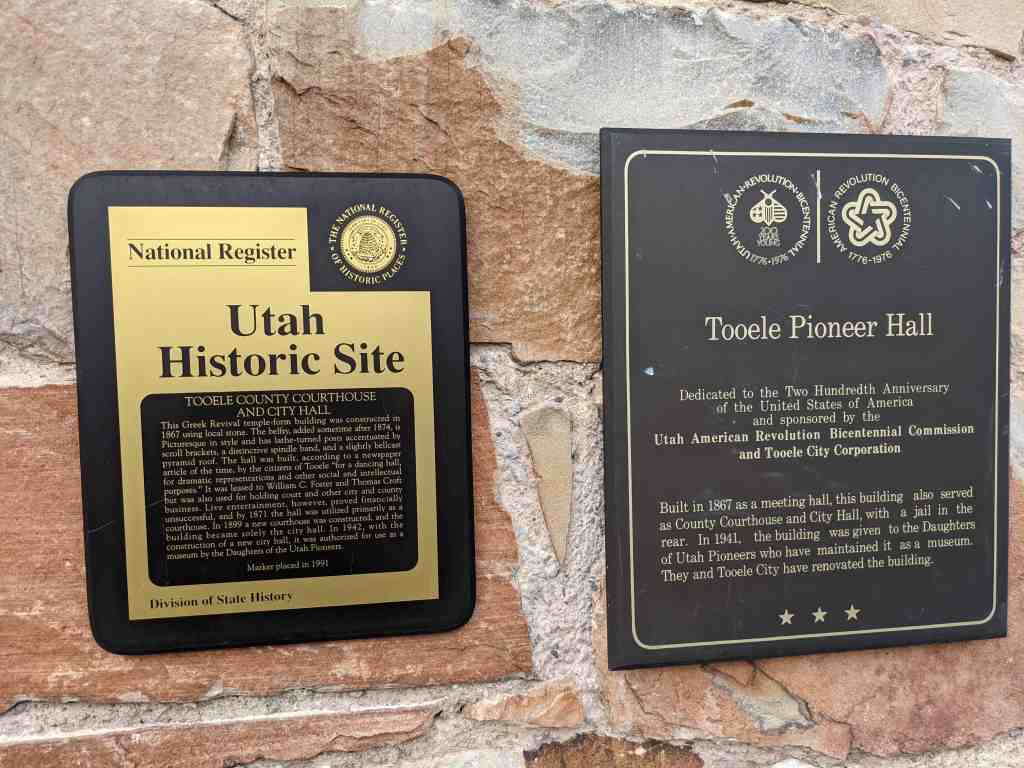 National Register
THE NATIONAL REGISTER
OF HISTORIC PLACES
Utah
Historic Site
TOOELE COUNTY COURTHOUSE
AND CITY HALL
This Greek Revival temple-form building was constructed in
1867 using local stone. The belfry, added sometime after 1874, is
Picturesque in style and has lathe-turned posts accentuated by
scroll brackets, a distinctive spindle band, and a slightly bellcast
pyramid roof. The hall was built, according to a newspaper
article of the time, by the citizens of Tooele "for a dancing hall,
for dramatic representations and other social and intellectual
purposes." It was leased to William C. Foster and Thomas Croft
but was also used for holding court and other city and county
business. Live entertainment, however, proved financially
unsuccessful, and by 1871 the hall was utilized primarily as a
courthouse. In 1899 a new courthouse was constructed, and the
building became solely the city hall. In 1942, with the
construction of a new city hall, it was authorized for use as a
museum by the Daughters of the Utah Pioneers.
Marker placed in 1991
Division of State History
UTAH AMERICAN REVOLUTION BICENTENNIAL
200
YEARS
YOUNG
1776-1976
AMERICAN REVOLUTION BICENTENNIAL
1776-1976
Tooele Pioneer Hall
Dedicated to the Two Hundredth Anniversary
of the United States of America
and sponsored by the
Utah American Revolution Bicentennial Commission
and Tooele City Corporation
Built in 1867 as a meeting hall, this building also served
as County Courthouse and City Hall, with a jail in the
rear. In 1941, the building was given to the Daughters
of Utah Pioneers who have maintained it as a museum.
They and Tooele City have renovated the building.